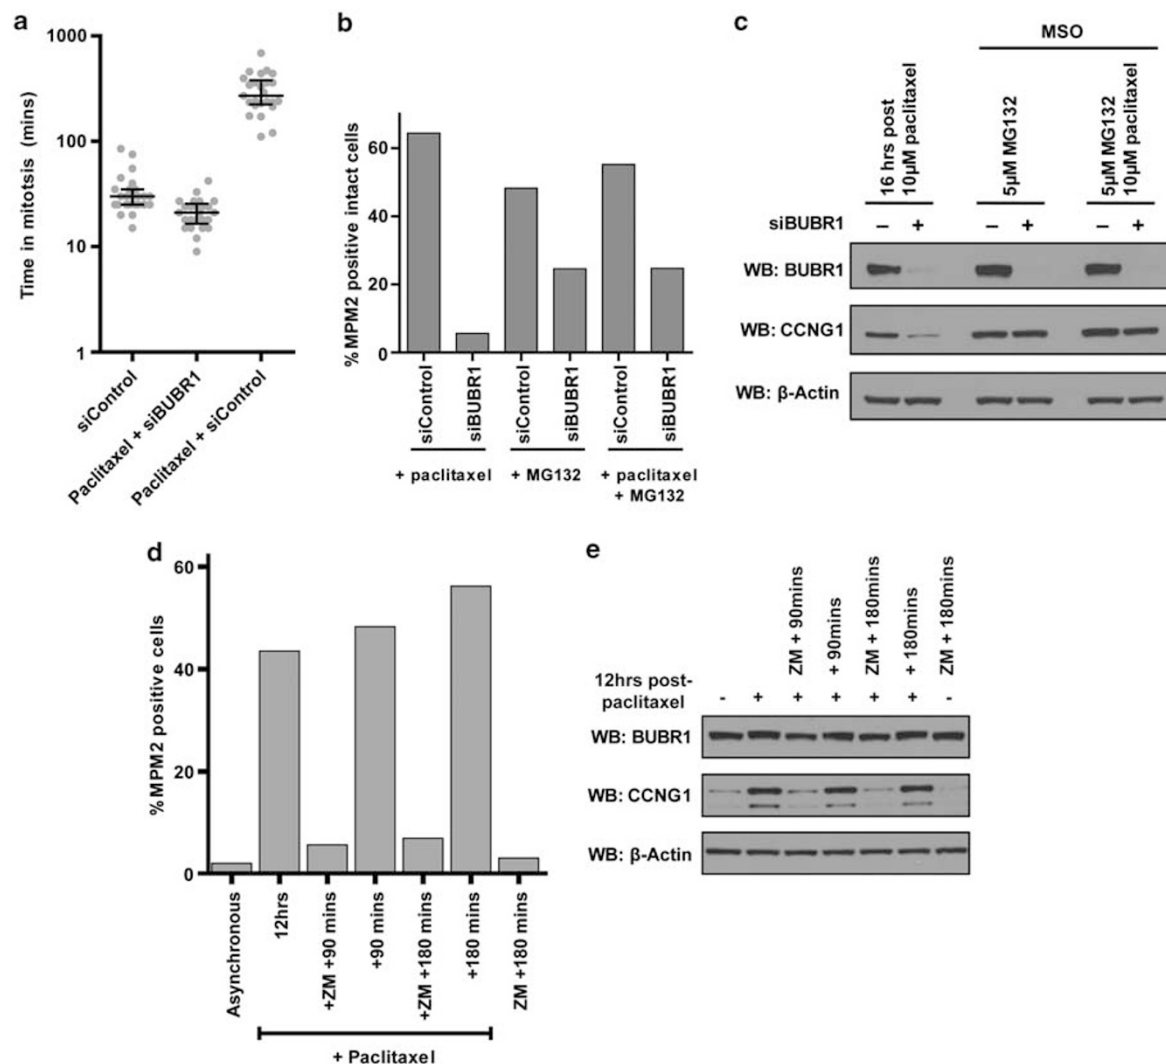 a
Time in mitotsis (mins)
1000
100
10
1
siControl
Paclitaxel + siBUBR1
Paclitaxel + siControl
b
%MPM2 positive intact cells
60
40
20
0
siControl
siBUBR1
siControl
siBUBR1
siControl
siBUBR1
+ paclitaxel
+ MG132
+ paclitaxel
+ MG132
c
MSO
16 hrs post
10µM paclitaxel
5µM MG132
5µM MG132
10µM paclitaxel
siBUBR1 – + – + – +
WB: BUBR1
WB: CCNG1
WB: β-Actin
d
%MPM2 positive cells
60
40
20
0
Asynchronous
12hrs
+ZM +90 mins
+90 mins
+ZM +180 mins
+180 mins
ZM +180 mins
+ Paclitaxel
e
ZM + 90mins
+ 90mins
ZM + 180mins
+ 180mins
ZM + 180mins
12hrs post-
paclitaxel
- + + + + + -
WB: BUBR1
WB: CCNG1
WB: β-Actin